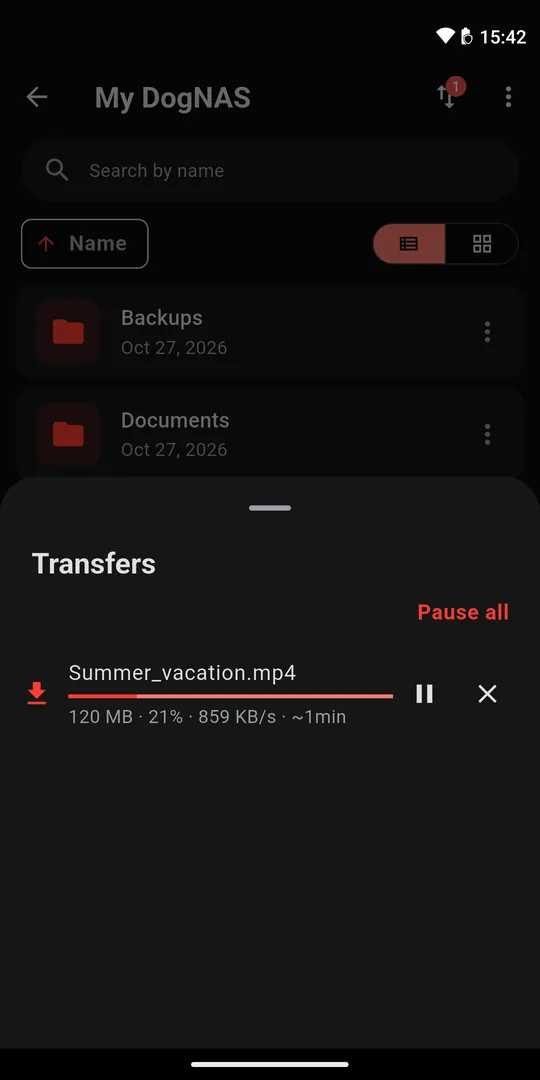 15:42
My DogNAS
1
Search by name
Name
Backups
Oct 27, 2026
Documents
Oct 27, 2026
Transfers
Pause all
Summer_vacation.mp4
120 MB · 21% · 859 KB/s · ~1min